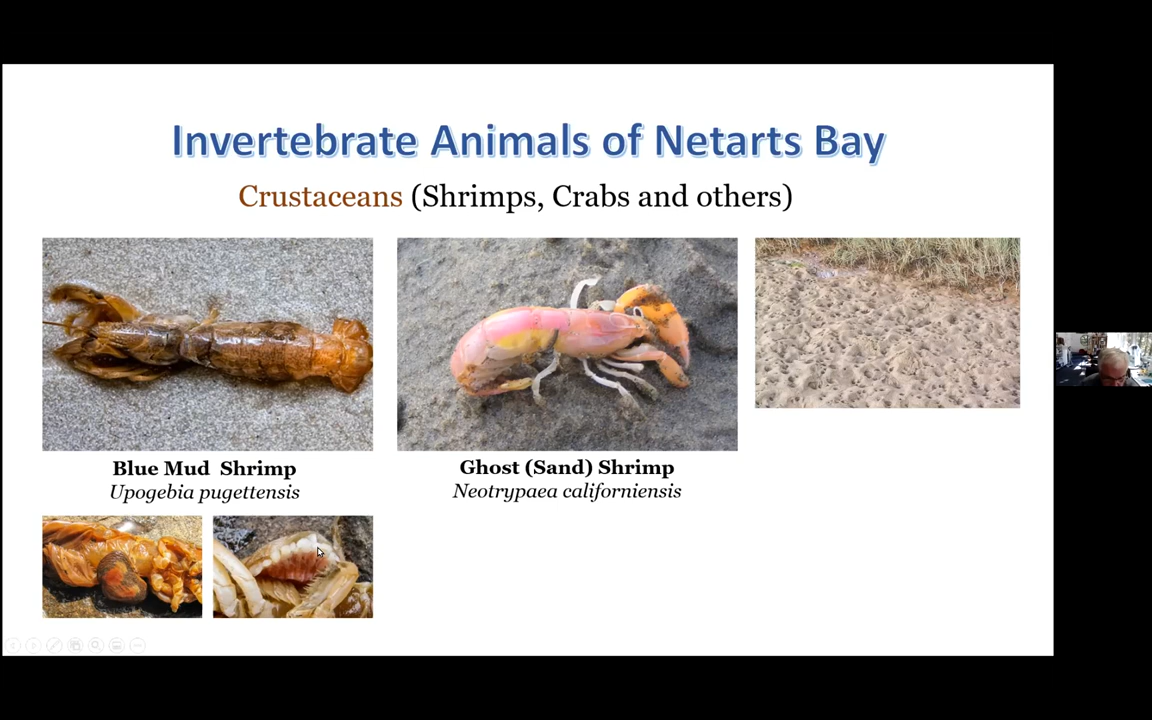 Invertebrate Animals of Netarts Bay
Crustaceans (Shrimps, Crabs and others)
Blue Mud Shrimp
Upogebia pugettensis
Ghost (Sand) Shrimp
Neotrypaea californiensis